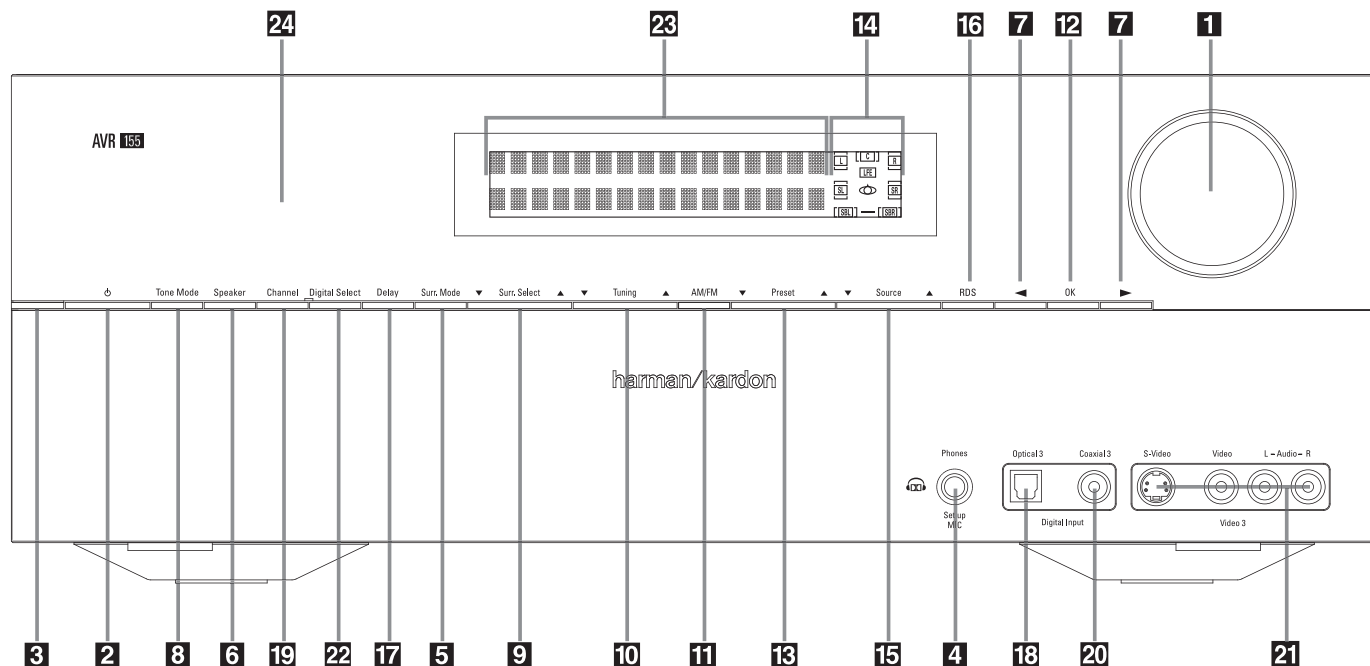 24 23 14 16 7 12 7 1
AVR 155
L C R
LFE
SL SR
SBL SBR
Tone Mode Speaker Channel Digital Select Delay Surr. Mode ▼ Surr. Select ▲ ▼ Tuning ▲ AM/FM ▼ Preset ▲ ▼ Source ▲ RDS ◄ OK ►
harman/kardon
Phones Optical 3 Coaxial 3 S-Video Video L – Audio – R
Set up
MIC
Digital Input Video 3
3 2 8 6 19 22 17 5 9 10 11 13 15 4 18 20 21